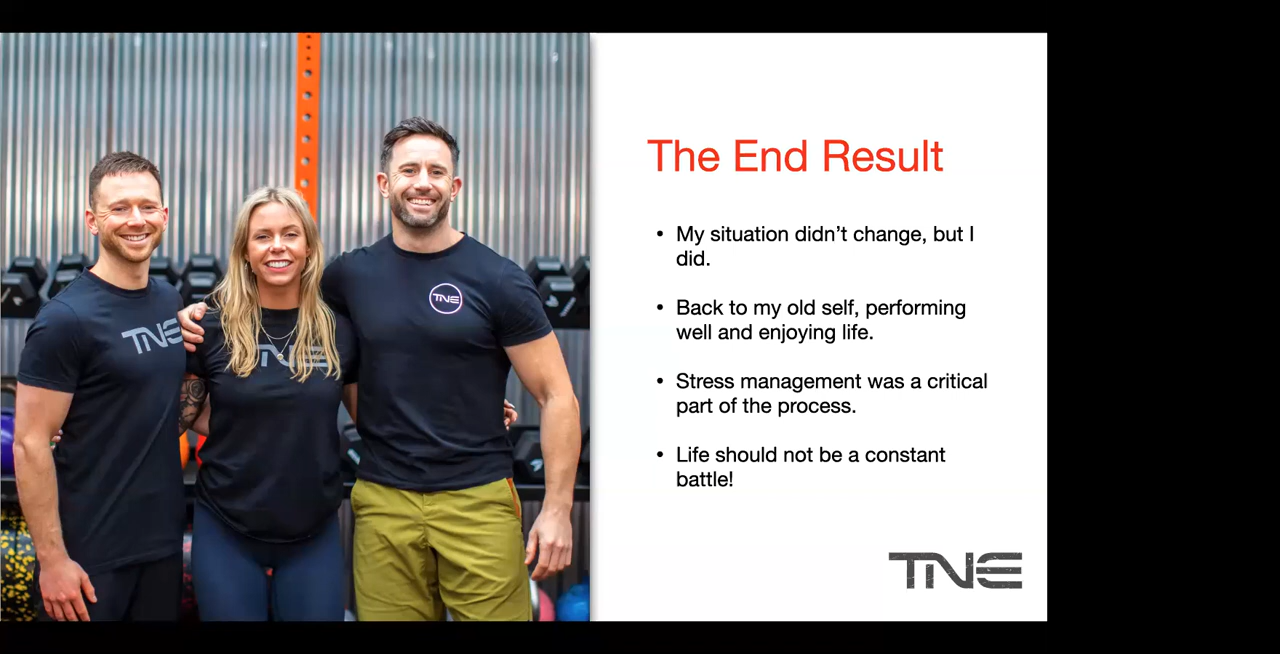 The End Result
• My situation didn’t change, but I
did.
• Back to my old self, performing
well and enjoying life.
• Stress management was a critical
part of the process.
• Life should not be a constant
battle!
TNE
TNE
TNE
TNE